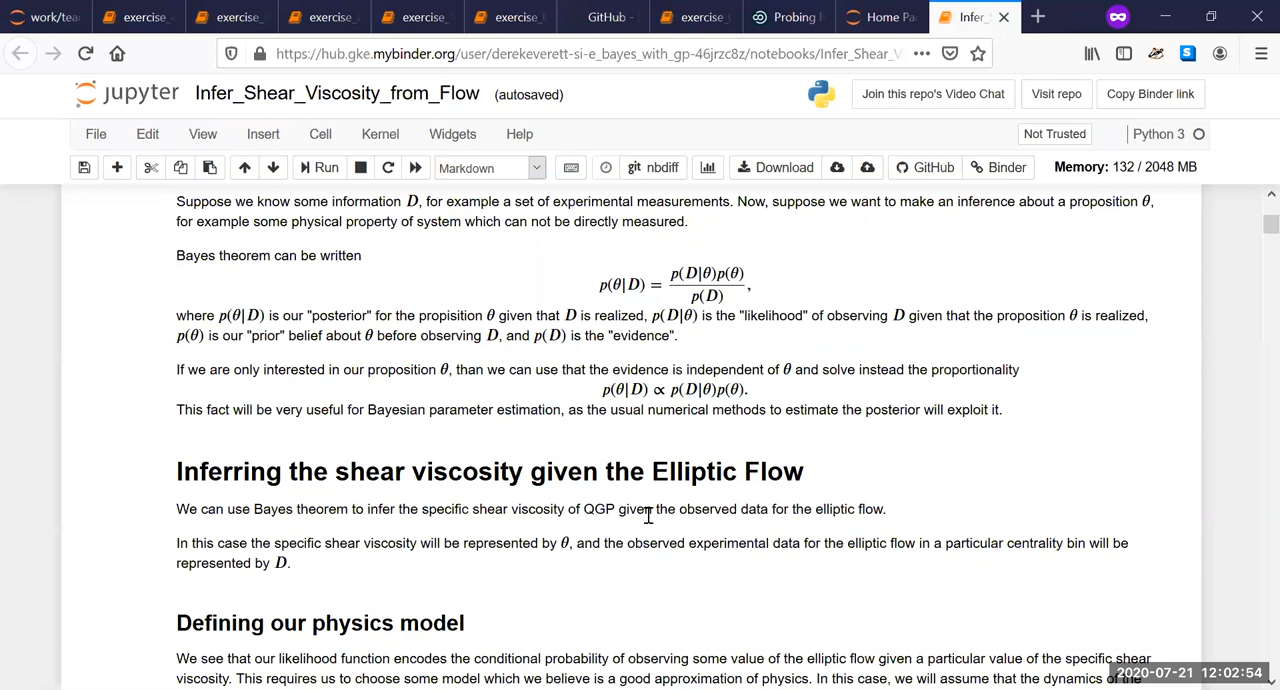 work/tea
exercise_
exercise_
exercise_
exercise_
exercise_
GitHub -
exercise_
Probing
Home Pa
Infer_
https://hub.gke.mybinder.org/user/derekeverett-si-e_bayes_with_gp-46jrzc8z/notebooks/Infer_Shear_V
jupyter Infer_Shear_Viscosity_from_Flow (autosaved)
Join this repo's Video Chat
Visit repo
Copy Binder link
File Edit View Insert Cell Kernel Widgets Help
Not Trusted
Python 3
Run
Markdown
git nbdiff
Download
GitHub
Binder
Memory: 132 / 2048 MB
Suppose we know some information D, for example a set of experimental measurements. Now, suppose we want to make an inference about a proposition θ,
for example some physical property of system which can not be directly measured.
Bayes theorem can be written
p(θ|D) = p(D|θ)p(θ) / p(D),
where p(θ|D) is our "posterior" for the propisition θ given that D is realized, p(D|θ) is the "likelihood" of observing D given that the proposition θ is realized,
p(θ) is our "prior" belief about θ before observing D, and p(D) is the "evidence".
If we are only interested in our proposition θ, than we can use that the evidence is independent of θ and solve instead the proportionality
p(θ|D) ∝ p(D|θ)p(θ).
This fact will be very useful for Bayesian parameter estimation, as the usual numerical methods to estimate the posterior will exploit it.
Inferring the shear viscosity given the Elliptic Flow
We can use Bayes theorem to infer the specific shear viscosity of QGP given the observed data for the elliptic flow.
In this case the specific shear viscosity will be represented by θ, and the observed experimental data for the elliptic flow in a particular centrality bin will be
represented by D.
Defining our physics model
We see that our likelihood function encodes the conditional probability of observing some value of the elliptic flow given a particular value of the specific shear
viscosity. This requires us to choose some model which we believe is a good approximation of physics. In this case, we will assume that the dynamics of the
2020-07-21 12:02:54